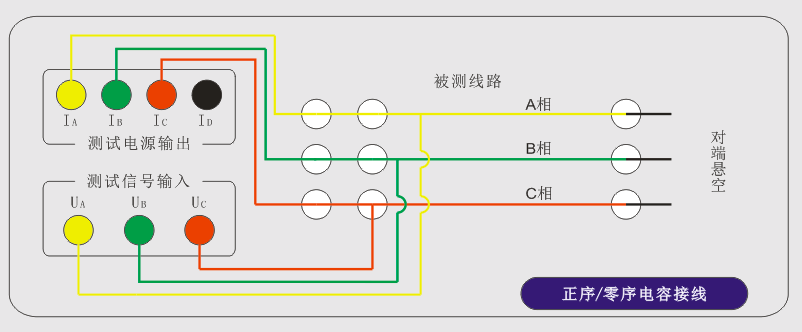 被测线路
A相
IA IB IC ID
测试电源输出
B相
对端悬空
测试信号输入
C相
UA UB UC
正序/零序电容接线